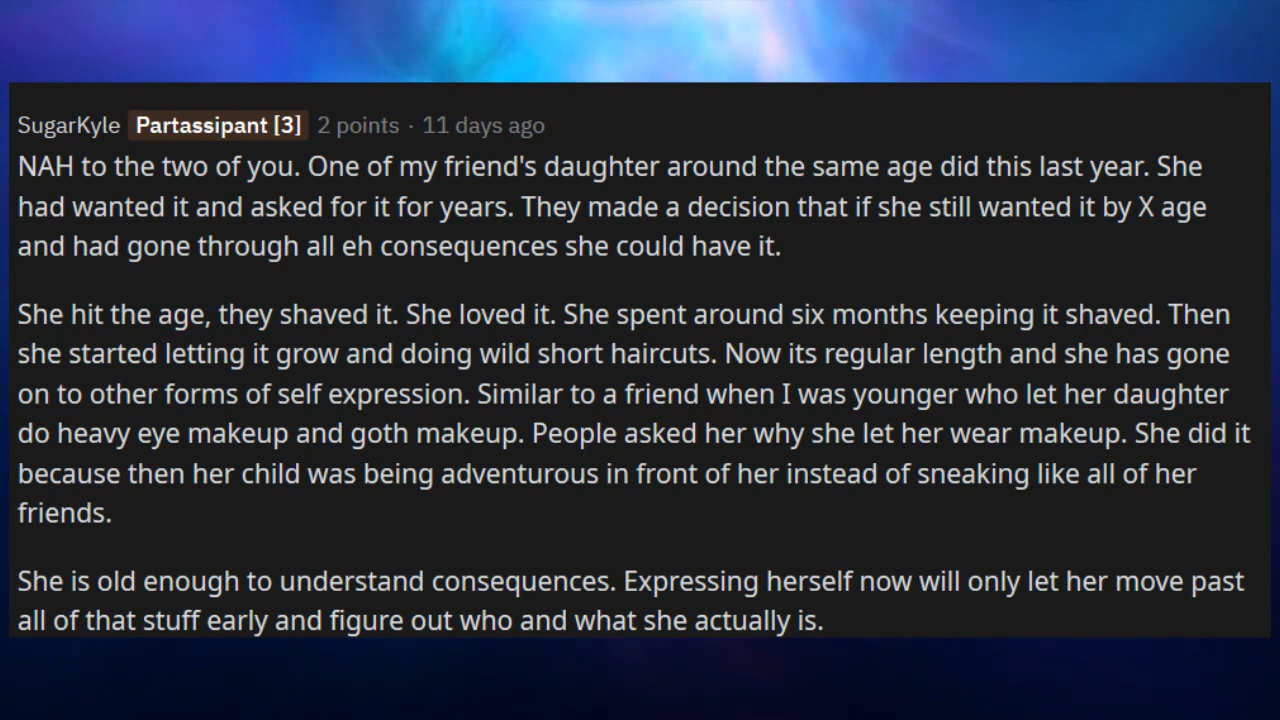 SugarKyle Partassipant [3] 2 points · 11 days ago
NAH to the two of you. One of my friend's daughter around the same age did this last year. She
had wanted it and asked for it for years. They made a decision that if she still wanted it by X age
and had gone through all eh consequences she could have it.
She hit the age, they shaved it. She loved it. She spent around six months keeping it shaved. Then
she started letting it grow and doing wild short haircuts. Now its regular length and she has gone
on to other forms of self expression. Similar to a friend when I was younger who let her daughter
do heavy eye makeup and goth makeup. People asked her why she let her wear makeup. She did it
because then her child was being adventurous in front of her instead of sneaking like all of her
friends.
She is old enough to understand consequences. Expressing herself now will only let her move past
all of that stuff early and figure out who and what she actually is.